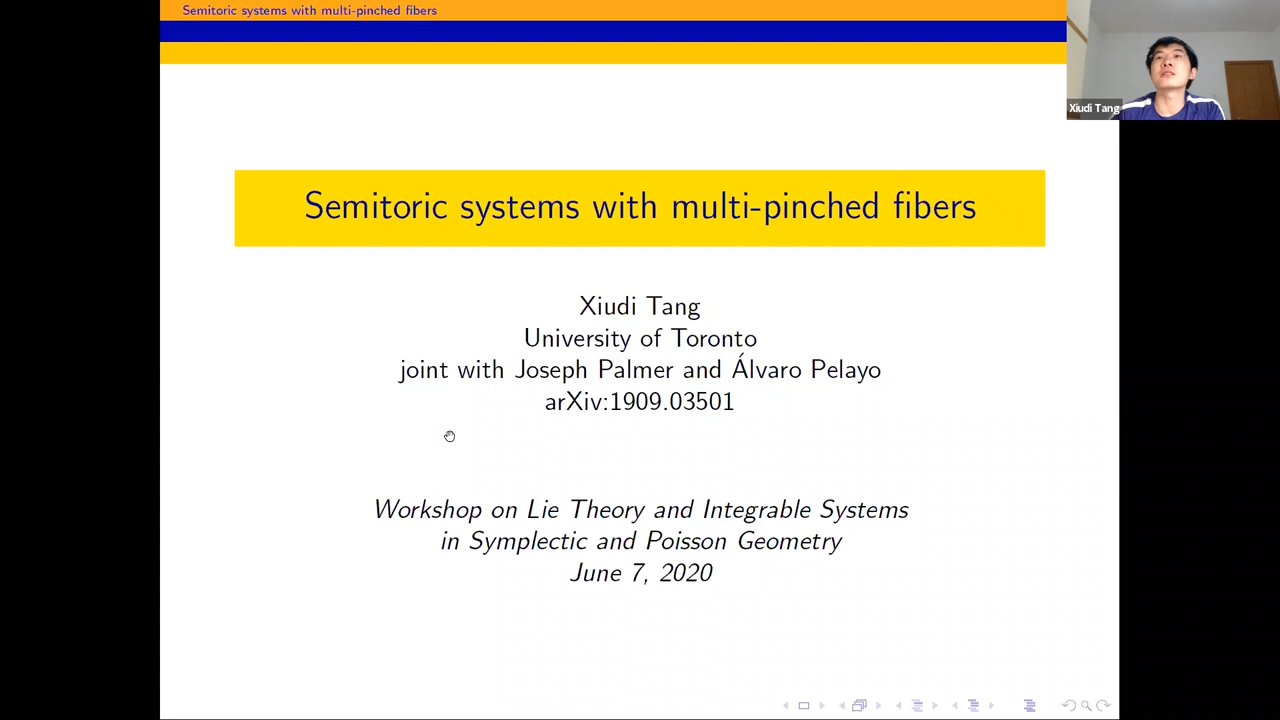 Semitoric systems with multi-pinched fibers
Xiudi Tang
Semitoric systems with multi-pinched fibers
Xiudi Tang
University of Toronto
joint with Joseph Palmer and Álvaro Pelayo
arXiv:1909.03501
Workshop on Lie Theory and Integrable Systems
in Symplectic and Poisson Geometry
June 7, 2020